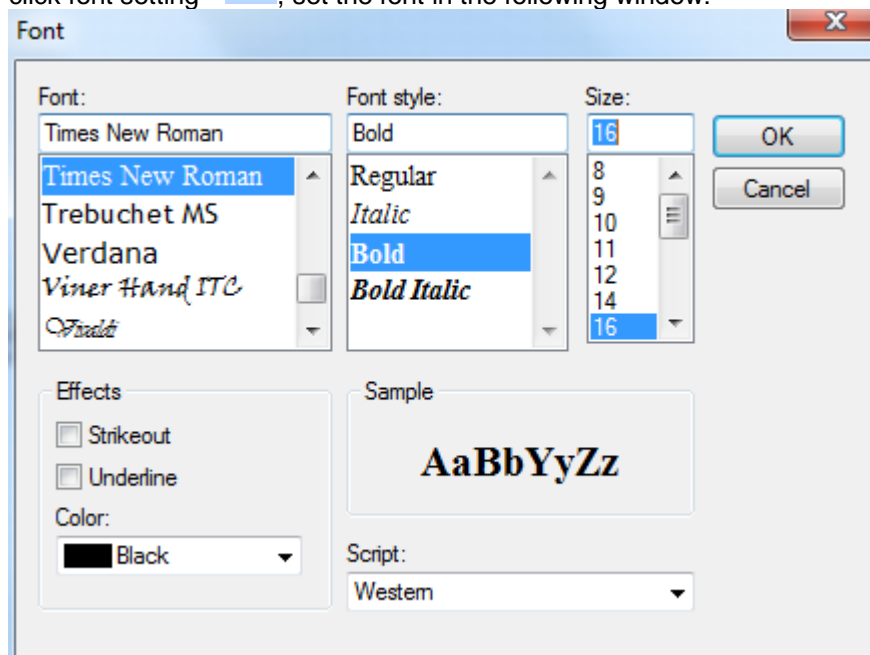 click font setting " , set the font in the following window:
Font
Font:
Font style:
Size:
Times New Roman
Bold
16
OK
Cancel
Times New Roman
Trebuchet MS
Verdana
Viner Hand ITC
Vivaldi
Regular
Italic
Bold
Bold Italic
8
9
10
11
12
14
16
Effects
Strikeout
Underline
Color:
Black
Sample
AaBbYyZz
Script:
Western